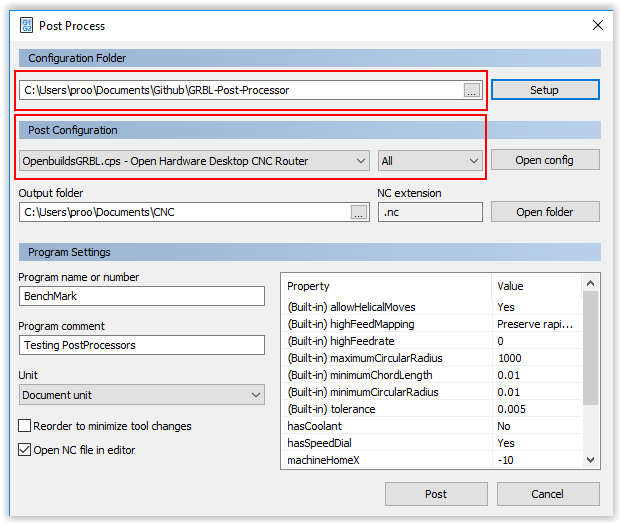 G1
G2
Post Process
Configuration Folder
C:\Users\proo\Documents\Github\GRBL-Post-Processor
...
Setup
Post Configuration
OpenbuildsGRBL.cps - Open Hardware Desktop CNC Router
All
Open config
Output folder
NC extension
C:\Users\proo\Documents\CNC
...
.nc
Open folder
Program Settings
Program name or number
BenchMark
Program comment
Testing PostProcessors
Unit
Document unit
Reorder to minimize tool changes
Open NC file in editor
Property Value
(Built-in) allowHelicalMoves Yes
(Built-in) highFeedMapping Preserve rapi...
(Built-in) highFeedrate 0
(Built-in) maximumCircularRadius 1000
(Built-in) minimumChordLength 0.01
(Built-in) minimumCircularRadius 0.01
(Built-in) tolerance 0.005
hasCoolant No
hasSpeedDial Yes
machineHomeX -10
Post
Cancel